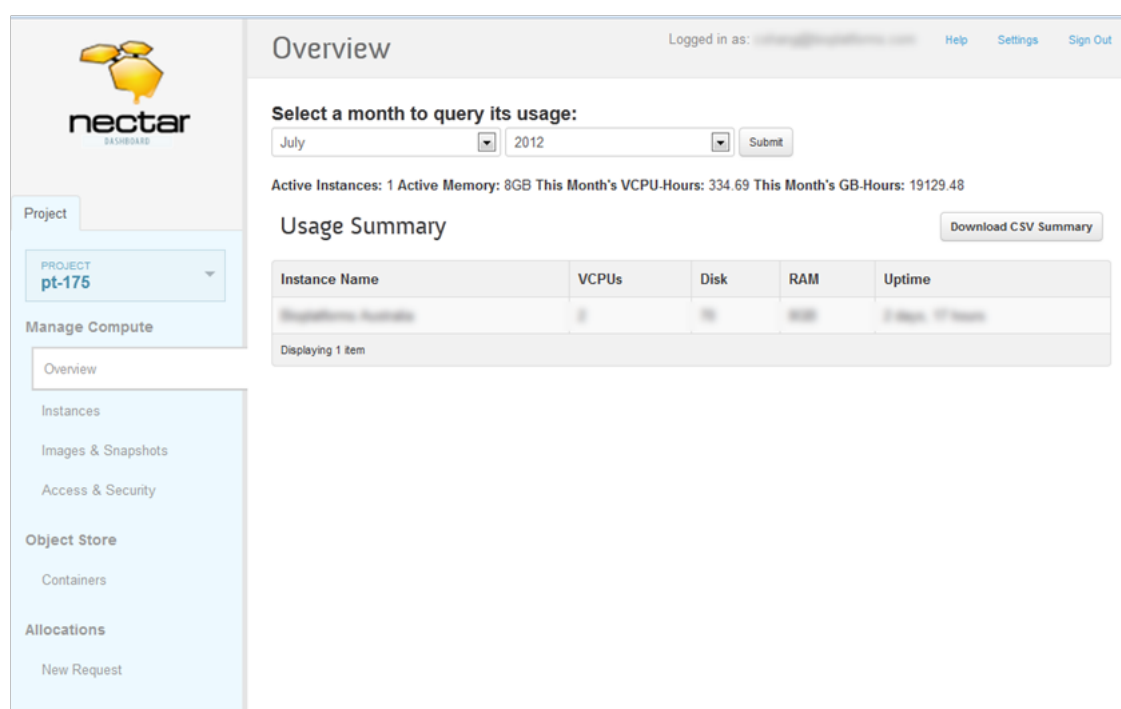 nectar
DASHBOARD
Project
PROJECT
pt-175
Manage Compute
Overview
Instances
Images & Snapshots
Access & Security
Object Store
Containers
Allocations
New Request
Overview
Logged in as:
Help Settings Sign Out
Select a month to query its usage:
July 2012 Submit
Active Instances: 1 Active Memory: 8GB This Month's VCPU-Hours: 334.69 This Month's GB-Hours: 19129.48
Usage Summary
Download CSV Summary
Instance Name VCPUs Disk RAM Uptime
Displaying 1 item